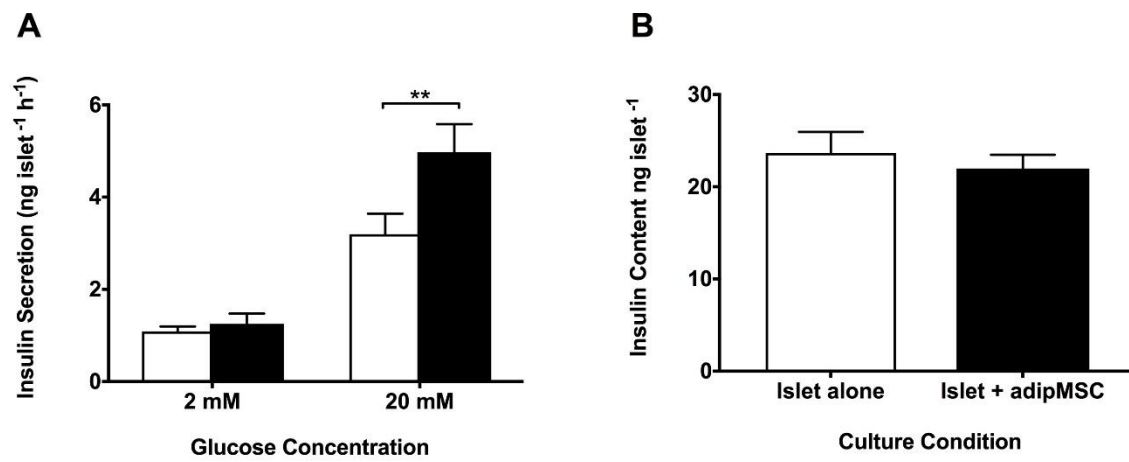 A
Insulin Secretion (ng islet ⁻¹ h⁻¹)
6
4
2
0
**
2 mM
20 mM
Glucose Concentration
B
Insulin Content ng islet ⁻¹
30
20
10
0
Islet alone
Islet + adipMSC
Culture Condition